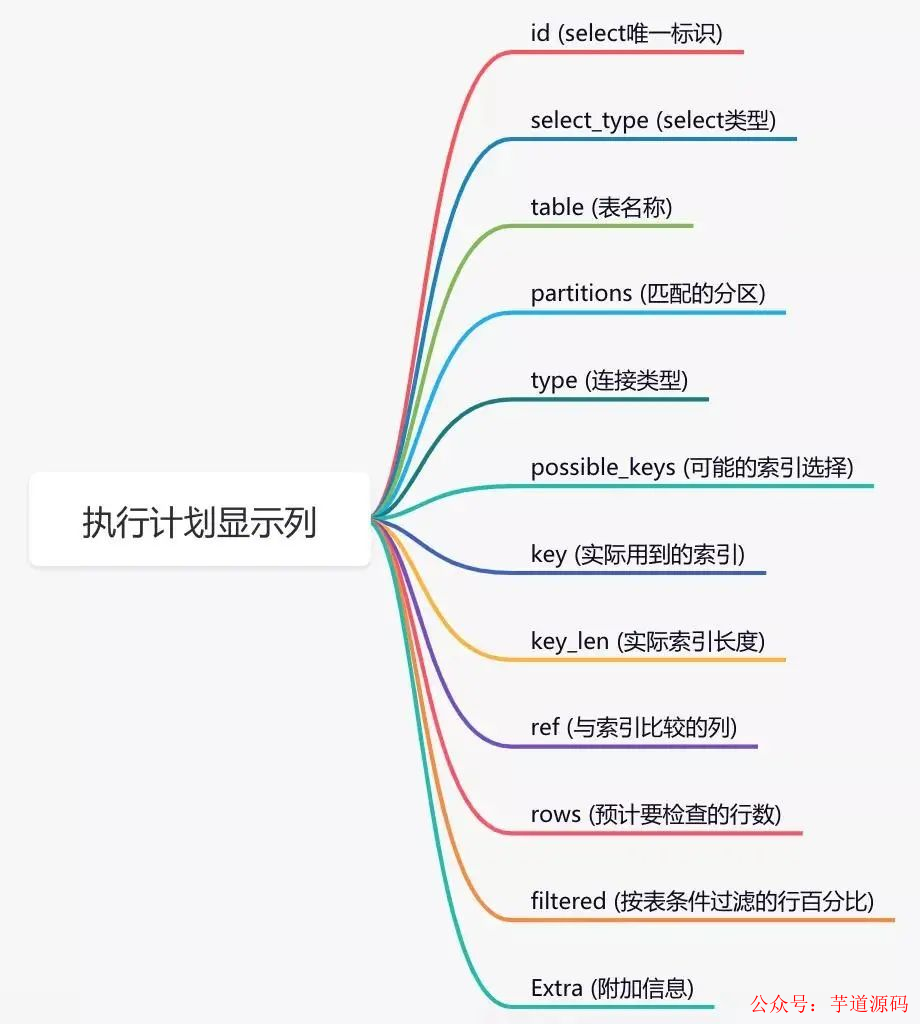 id (select唯一标识)
select_type (select类型)
table (表名称)
partitions (匹配的分区)
type (连接类型)
possible_keys (可能的索引选择)
执行计划显示列
key (实际用到的索引)
key_len (实际索引长度)
ref (与索引比较的列)
rows (预计要检查的行数)
filtered (按表条件过滤的行百分比)
Extra (附加信息)
公众号：芋道源码